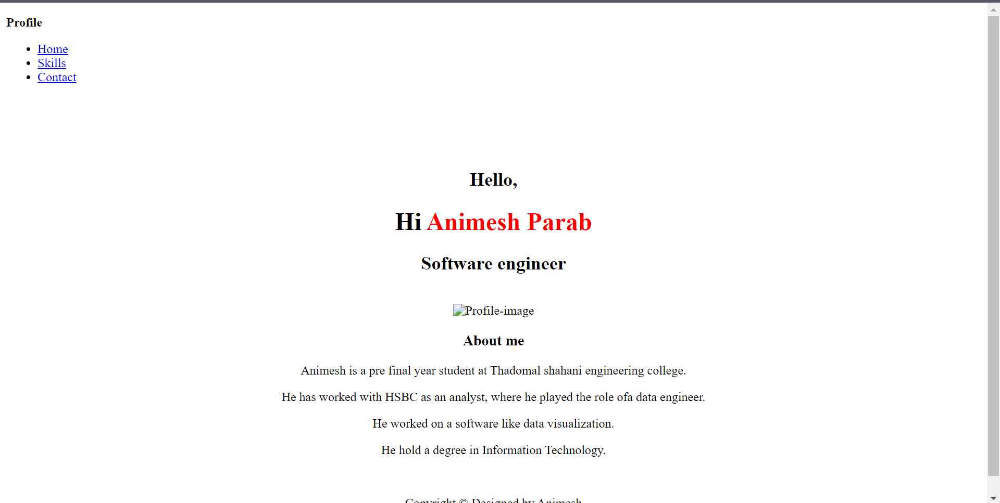 Profile
Home
Skills
Contact
Hello,
Hi Animesh Parab
Software engineer
Profile-image
About me
Animesh is a pre final year student at Thadomal shahani engineering college.
He has worked with HSBC as an analyst, where he played the role ofa data engineer.
He worked on a software like data visualization.
He hold a degree in Information Technology.
Copyright © Designed by Animesh